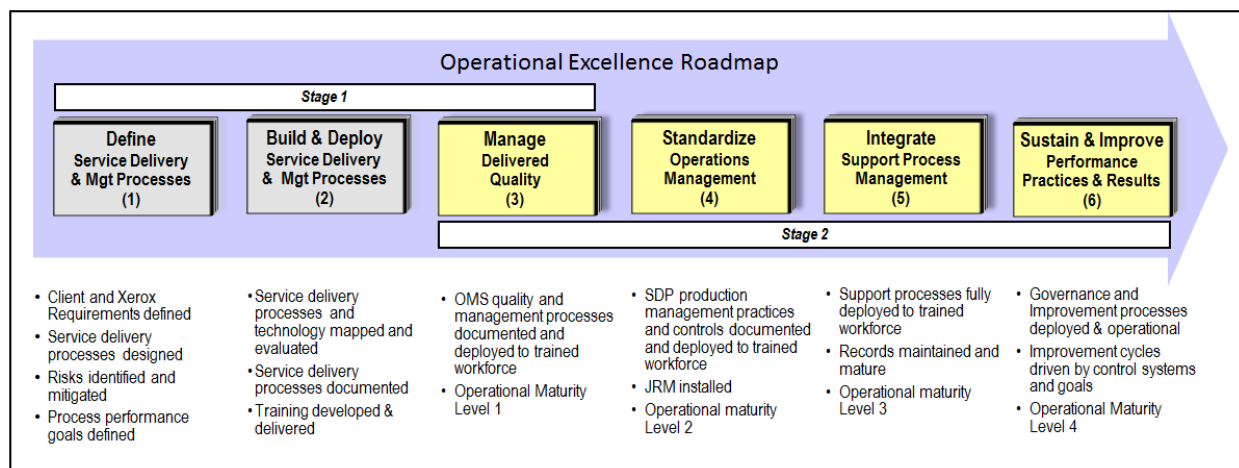 Operational Excellence Roadmap
Stage 1
Define
Service Delivery
& Mgt Processes
(1)
Build & Deploy
Service Delivery
& Mgt Processes
(2)
Manage
Delivered
Quality
(3)
Standardize
Operations
Management
(4)
Integrate
Support Process
Management
(5)
Sustain & Improve
Performance
Practices & Results
(6)
Stage 2
• Client and Xerox
Requirements defined
• Service delivery
processes designed
• Risks identified and
mitigated
• Process performance
goals defined
• Service delivery
processes and
technology mapped and
evaluated
• Service delivery
processes documented
• Training developed &
delivered
• OMS quality and
management processes
documented and
deployed to trained
workforce
• Operational Maturity
Level 1
• SDP production
management practices
and controls documented
and deployed to trained
workforce
• JRM installed
• Operational maturity
Level 2
• Support processes fully
deployed to trained
workforce
• Records maintained and
mature
• Operational maturity
Level 3
• Governance and
Improvement processes
deployed & operational
• Improvement cycles
driven by control systems
and goals
• Operational Maturity
Level 4